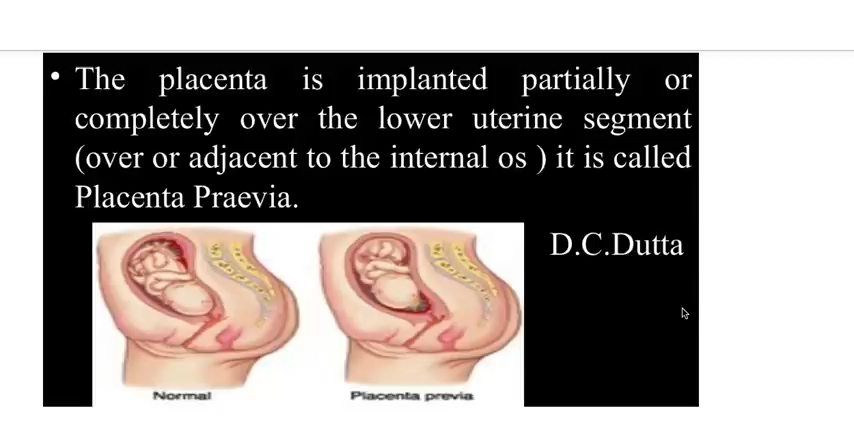 • The placenta is implanted partially or
completely over the lower uterine segment
(over or adjacent to the internal os ) it is called
Placenta Praevia.
D.C.Dutta
Normal
Placenta previa